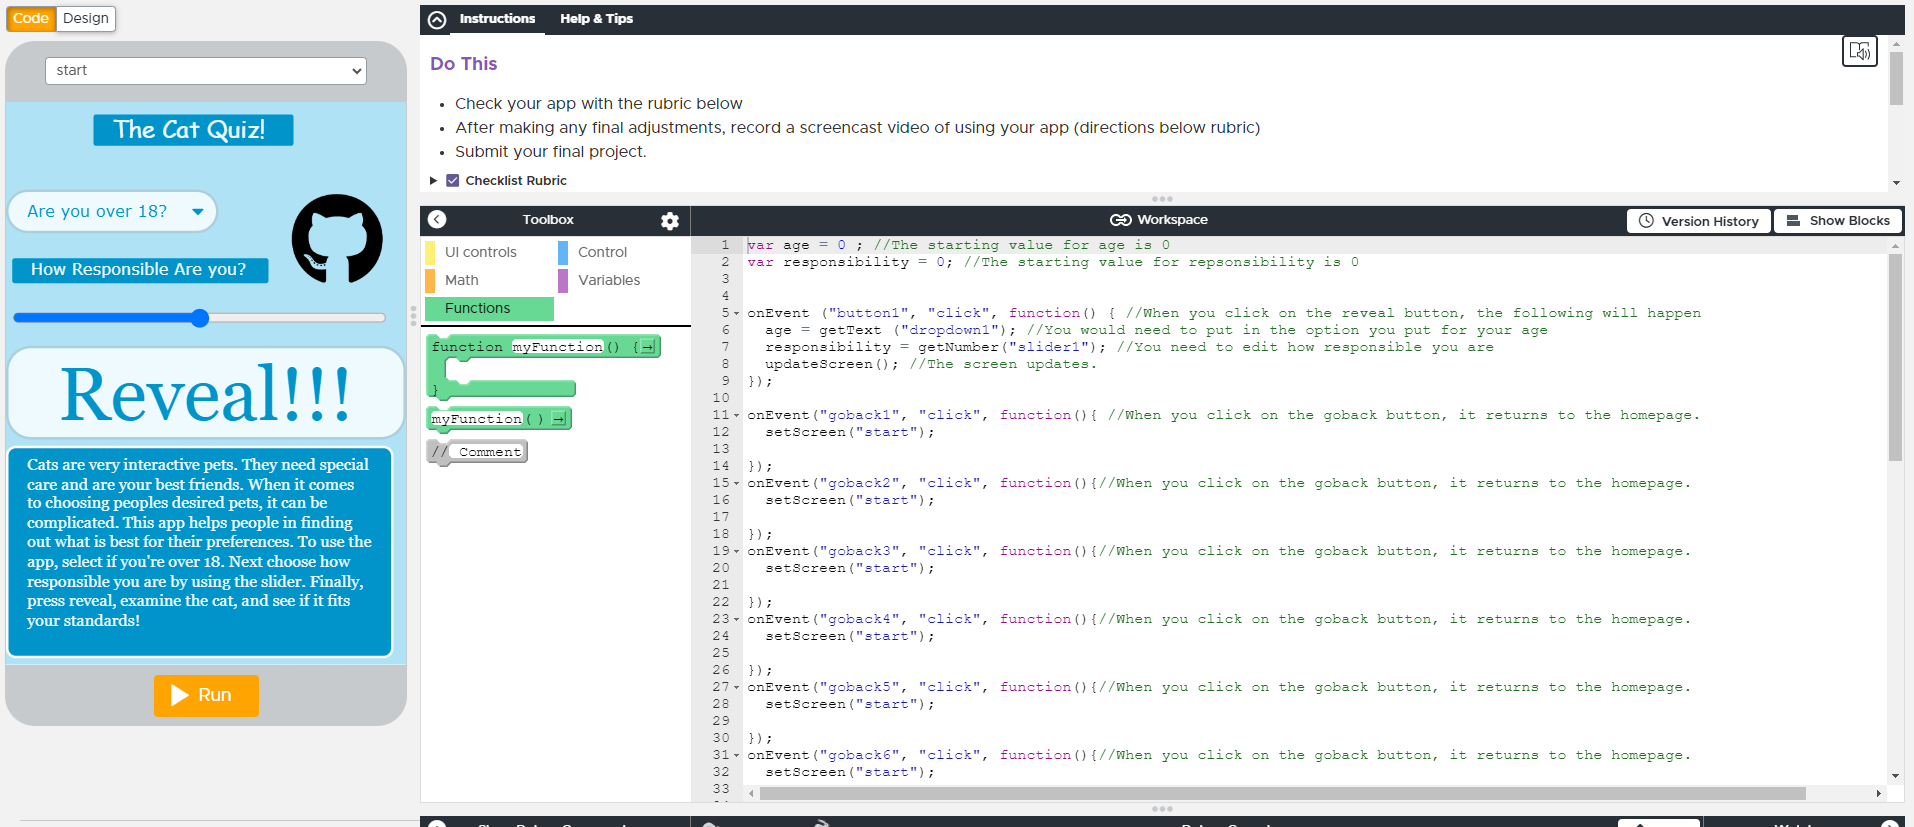 Code Design
start
The Cat Quiz!
Are you over 18?
How Responsible Are you?
Reveal!!!
Cats are very interactive pets. They need special
care and are your best friends. When it comes
to choosing peoples desired pets, it can be
complicated. This app helps people in finding
out what is best for their preferences. To use the
app, select if you're over 18. Next choose how
responsible you are by using the slider. Finally,
press reveal, examine the cat, and see if it fits
your standards!
Run
Instructions Help & Tips
Do This
• Check your app with the rubric below
• After making any final adjustments, record a screencast video of using your app (directions below rubric)
• Submit your final project.
Checklist Rubric
Toolbox
UI controls Control
Math Variables
Functions
function myFunction() {
}
myFunction()
// Comment
Workspace Version History Show Blocks
1 var age = 0 ; //The starting value for age is 0
2 var responsibility = 0; //The starting value for repsonsibility is 0
3
4
5 onEvent ("button1", "click", function() { //When you click on the reveal button, the following will happen
6 age = getText ("dropdown1"); //You would need to put in the option you put for your age
7 responsibility = getNumber("slider1"); //You need to edit how responsible you are
8 updateScreen(); //The screen updates.
9 });
10
11 onEvent("goback1", "click", function(){ //When you click on the goback button, it returns to the homepage.
12 setScreen("start");
13
14 });
15 onEvent("goback2", "click", function(){//When you click on the goback button, it returns to the homepage.
16 setScreen("start");
17
18 });
19 onEvent("goback3", "click", function(){//When you click on the goback button, it returns to the homepage.
20 setScreen("start");
21
22 });
23 onEvent("goback4", "click", function(){//When you click on the goback button, it returns to the homepage.
24 setScreen("start");
25
26 });
27 onEvent("goback5", "click", function(){//When you click on the goback button, it returns to the homepage.
28 setScreen("start");
29
30 });
31 onEvent("goback6", "click", function(){//When you click on the goback button, it returns to the homepage.
32 setScreen("start");
33